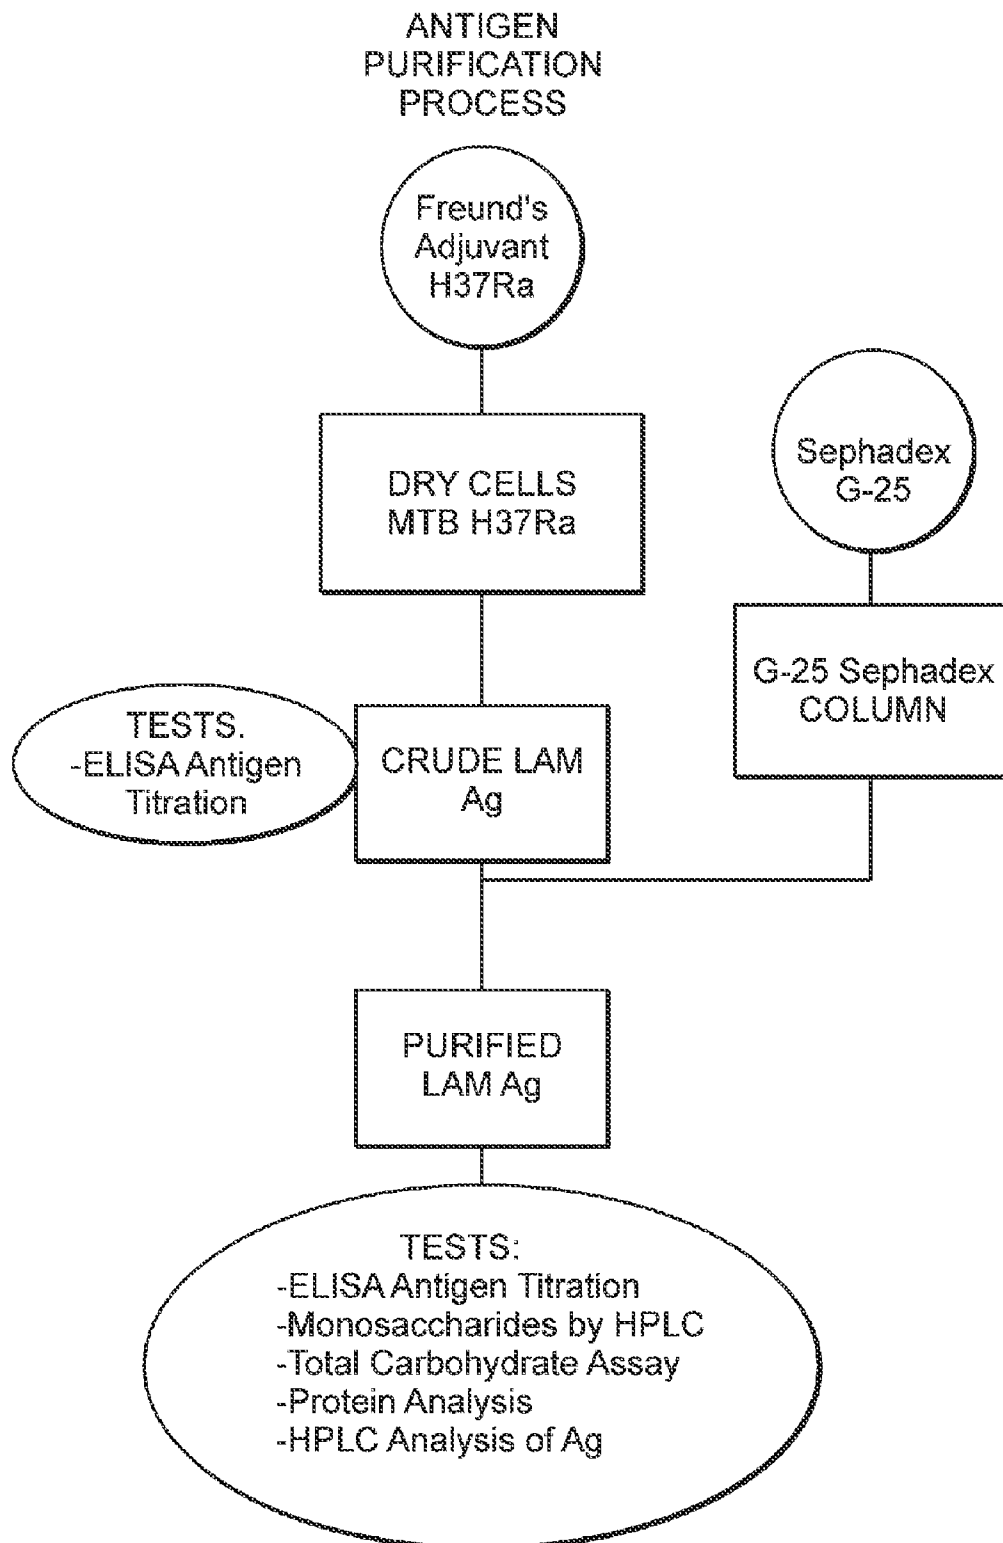 ANTIGEN
PURIFICATION
PROCESS
Freund's
Adjuvant
H37Ra
DRY CELLS
MTB H37Ra
Sephadex
G-25
G-25 Sephadex
COLUMN
TESTS.
-ELISA Antigen
Titration
CRUDE LAM
Ag
PURIFIED
LAM Ag
TESTS:
-ELISA Antigen Titration
-Monosaccharides by HPLC
-Total Carbohydrate Assay
-Protein Analysis
-HPLC Analysis of Ag